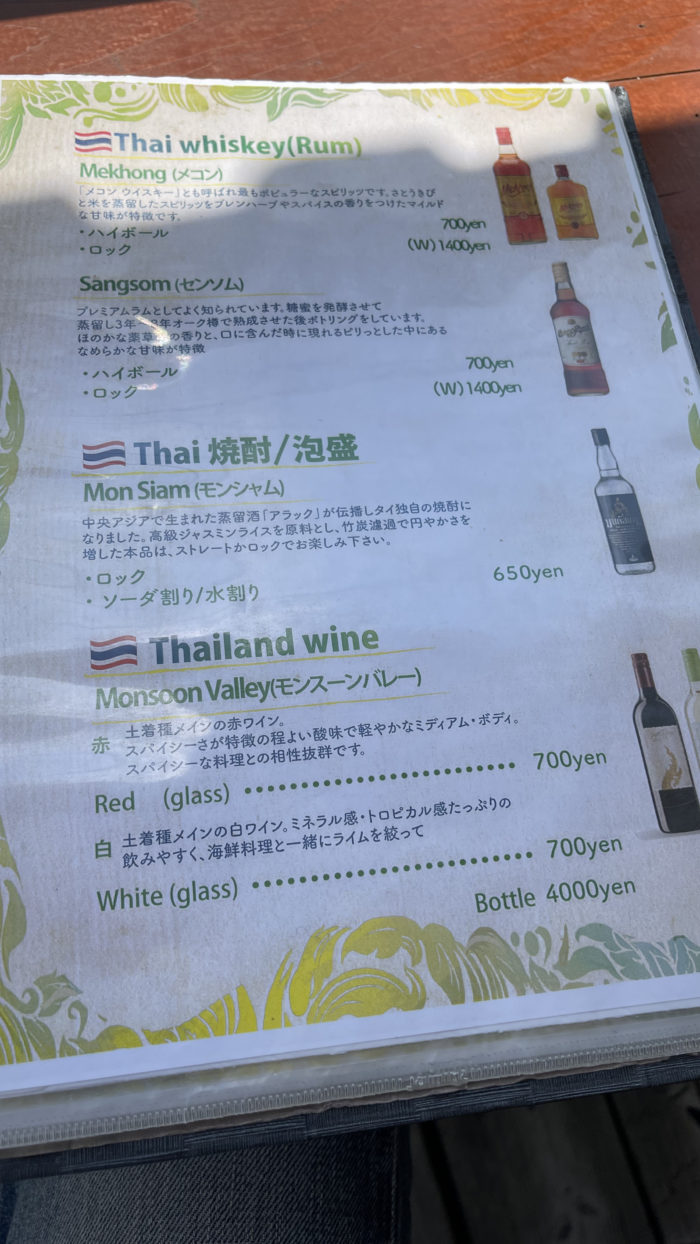 Thai whiskey(Rum)
Mekhong (メコン)
「メコン ウイスキー」とも呼ばれ最もポピュラーなスピリッツです。さとうきび
と米を蒸留したスピリッツをブレンハーブやスパイスの香りをつけたマイルド
な甘味が特徴です。
・ハイボール 700yen
・ロック (W)1400yen
Sangsom (センソム)
プレミアムラムとしてよく知られています。糖蜜を発酵させて
蒸留し3年 年オーク樽で熟成させた後ボトリングをしています。
ほのかな薬草 の香りと、口に含んだ時に現れるピリっとした中にある
なめらかな甘味が特徴
・ハイボール 700yen
・ロック (W)1400yen
Thai 焼酎/泡盛
Mon Siam (モンシャム)
中央アジアで生まれた蒸留酒「アラック」が伝播しタイ独自の焼酎に
なりました。高級ジャスミンライスを原料とし、竹炭濾過で円やかさを
増した本品は、ストレートかロックでお楽しみ下さい。
・ロック 650yen
・ソーダ割り/水割り
Thailand wine
Monsoon Valley(モンスーンバレー)
赤 土着種メインの赤ワイン。
スパイシーさが特徴の程よい酸味で軽やかなミディアム・ボディ。
スパイシーな料理との相性抜群です。
Red (glass) 700yen
白 土着種メインの白ワイン。ミネラル感・トロピカル感たっぷりの
飲みやすく、海鮮料理と一緒にライムを絞って
White (glass) 700yen
Bottle 4000yen